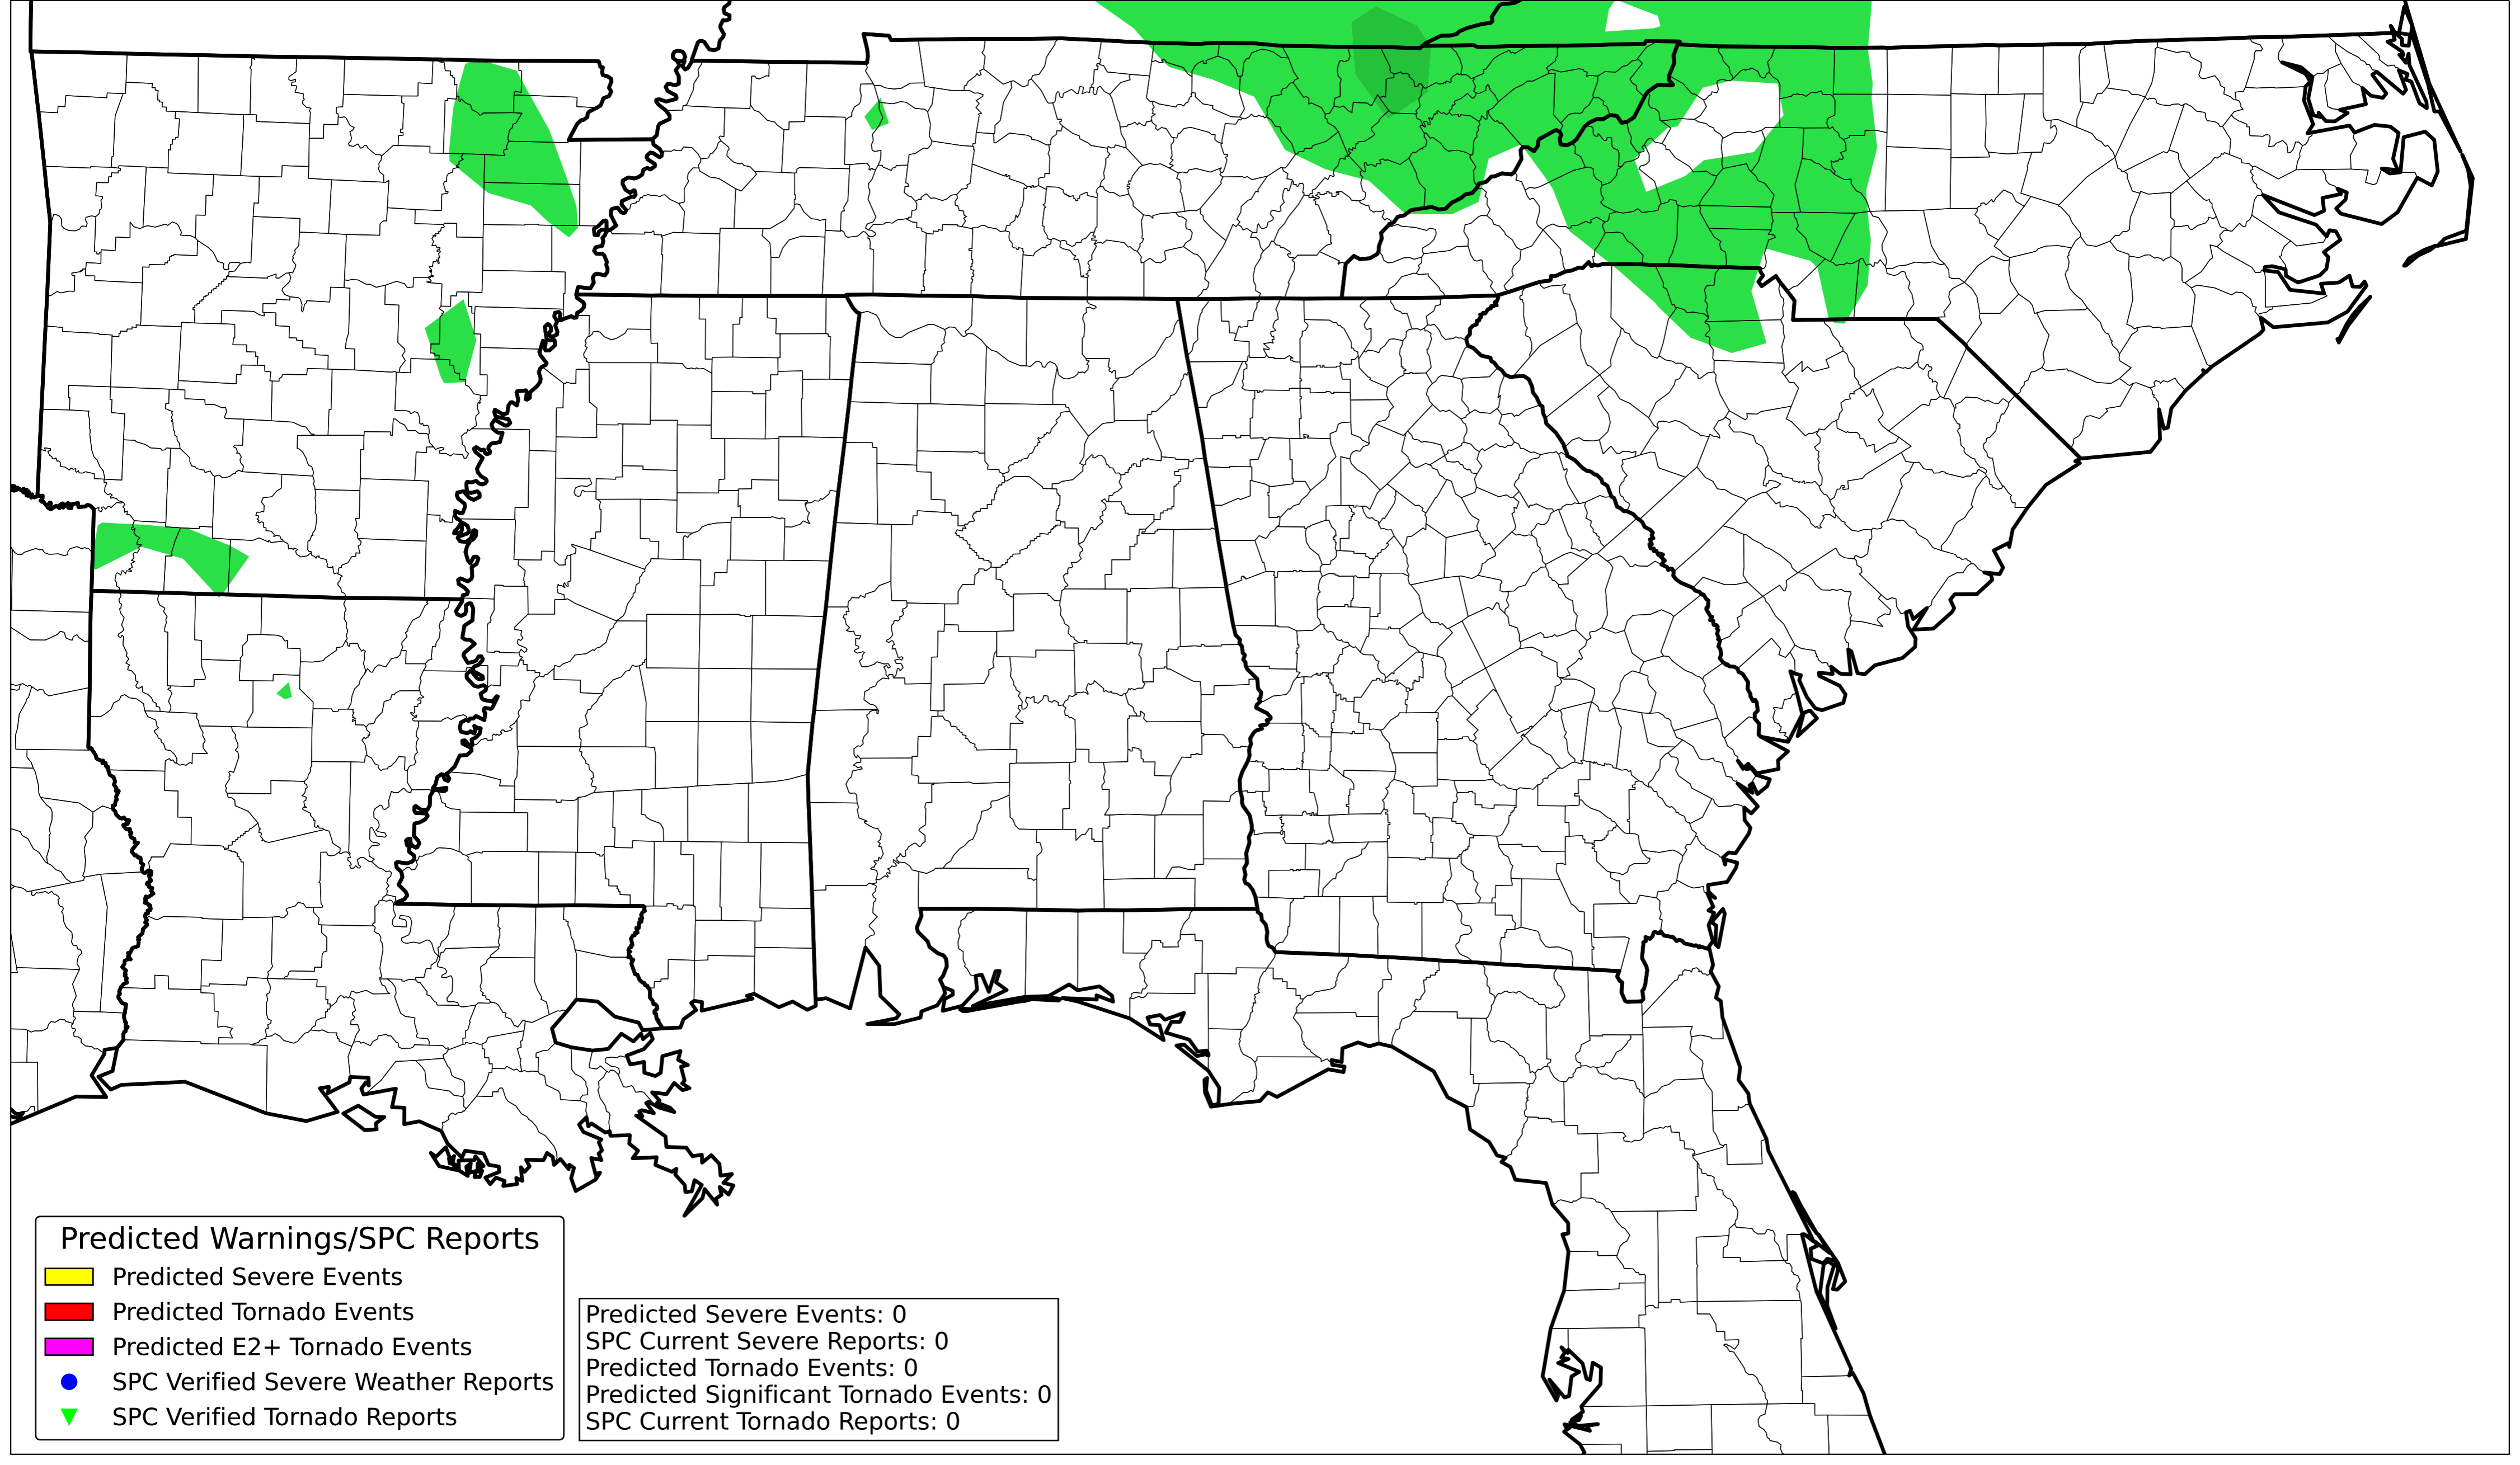 Predicted Warnings/SPC Reports
Predicted Severe Events
Predicted Tornado Events
Predicted E2+ Tornado Events
SPC Verified Severe Weather Reports
SPC Verified Tornado Reports
Predicted Severe Events: 0
SPC Current Severe Reports: 0
Predicted Tornado Events: 0
Predicted Significant Tornado Events: 0
SPC Current Tornado Reports: 0